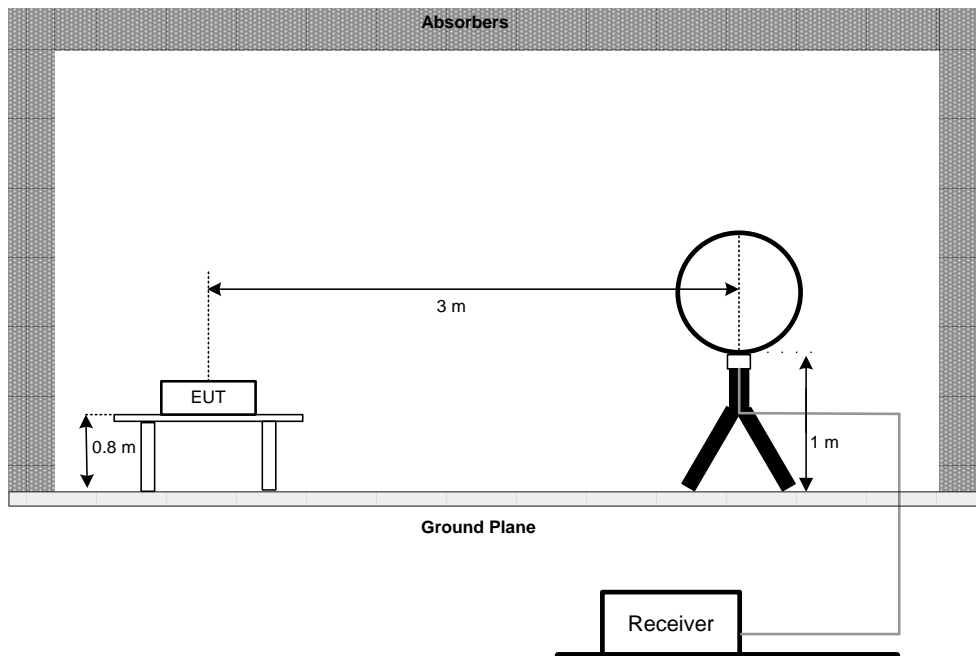 Absorbers
3 m
EUT
0.8 m
1 m
Ground Plane
Receiver